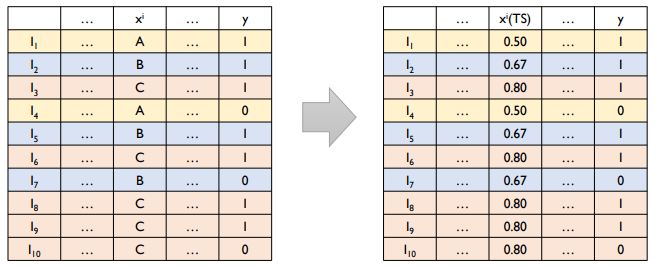 … xⁱ … y
I₁ … A … 1
I₂ … B … 1
I₃ … C … 1
I₄ … A … 0
I₅ … B … 1
I₆ … C … 1
I₇ … B … 0
I₈ … C … 1
I₉ … C … 1
I₁₀ … C … 0
… xⁱ(TS) … y
I₁ … 0.50 … 1
I₂ … 0.67 … 1
I₃ … 0.80 … 1
I₄ … 0.50 … 0
I₅ … 0.67 … 1
I₆ … 0.80 … 1
I₇ … 0.67 … 0
I₈ … 0.80 … 1
I₉ … 0.80 … 1
I₁₀ … 0.80 … 0